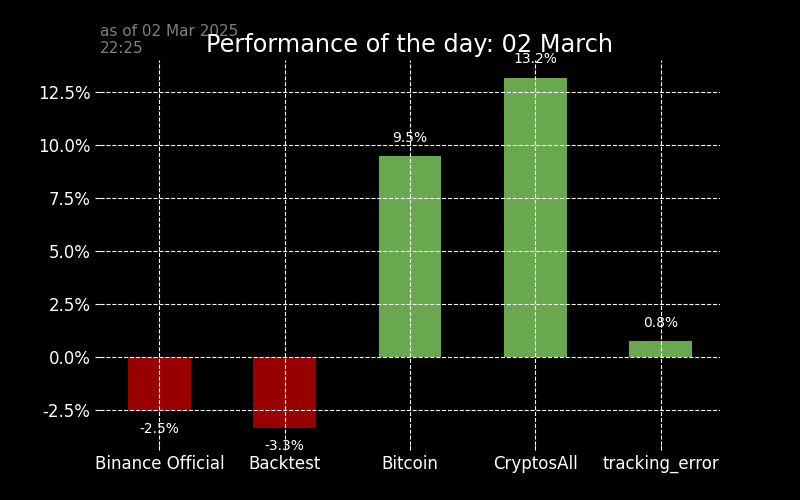 as of 02 Mar 2025
22:25
Performance of the day: 02 March
13.2%
12.5%
10.0%
9.5%
7.5%
5.0%
2.5%
0.8%
0.0%
-2.5%
-2.5%
-3.3%
Binance Official
Backtest
Bitcoin
CryptosAll
tracking_error